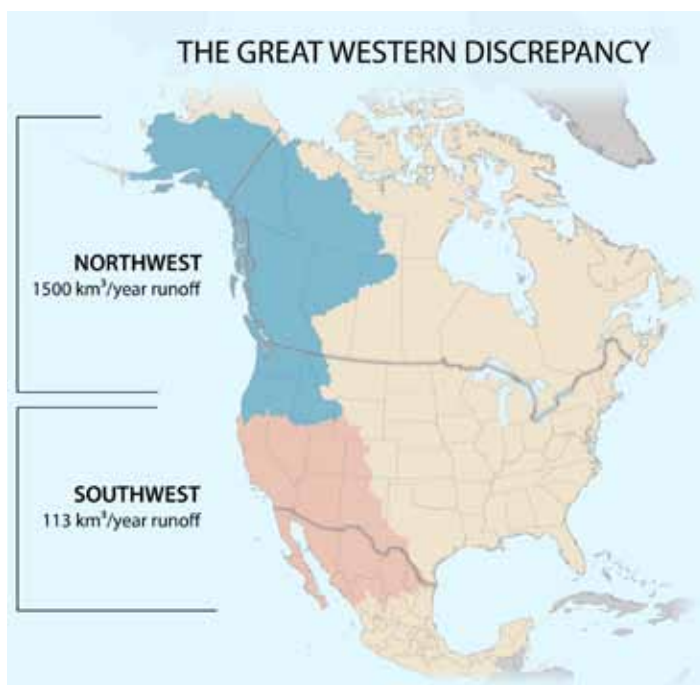 THE GREAT WESTERN DISCREPANCY
NORTHWEST
1500 km³/year runoff
SOUTHWEST
113 km³/year runoff